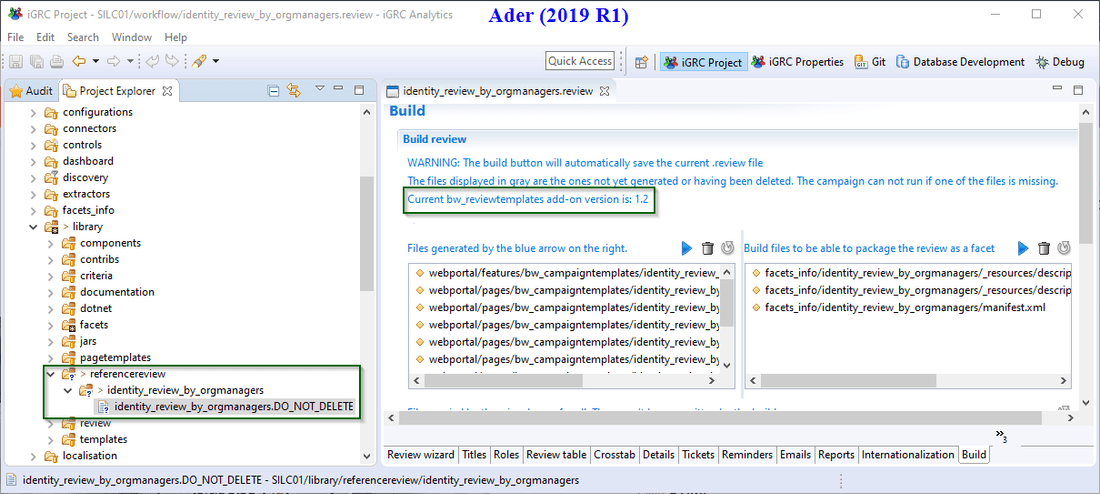 iGRC Project - SILC01/workflow/identity_review_by_orgmanagers.review - iGRC Analytics
Ader (2019 R1)
File Edit Search Window Help
Quick Access
iGRC Project
iGRC Properties
Git
Database Development
Debug
Audit
Project Explorer
configurations
connectors
controls
dashboard
discovery
extractors
facets_info
> library
components
contribs
criteria
documentation
dotnet
facets
jars
pagetemplates
> referencereview
> identity_review_by_orgmanagers
identity_review_by_orgmanagers.DO_NOT_DELETE
review
templates
localisation
identity_review_by_orgmanagers.review
Build
Build review
WARNING: The build button will automatically save the current .review file
The files displayed in gray are the ones not yet generated or having been deleted. The campaign can not run if one of the files is missing.
Current bw_reviewtemplates add-on version is: 1.2
Files generated by the blue arrow on the right.
webportal/features/bw_campaigntemplates/identity_review_
webportal/pages/bw_campaigntemplates/identity_review_by
webportal/pages/bw_campaigntemplates/identity_review_by
webportal/pages/bw_campaigntemplates/identity_review_by
webportal/pages/bw_campaigntemplates/identity_review_by
webportal/pages/bw_campaigntemplates/identity_review_by
Build files to be able to package the review as a facet
facets_info/identity_review_by_orgmanagers/_resources/descrip
facets_info/identity_review_by_orgmanagers/_resources/descrip
facets_info/identity_review_by_orgmanagers/manifest.xml
3
Review wizard Titles Roles Review table Crosstab Details Tickets Reminders Emails Reports Internationalization Build
identity_review_by_orgmanagers.DO_NOT_DELETE - SILC01/library/referencereview/identity_review_by_orgmanagers